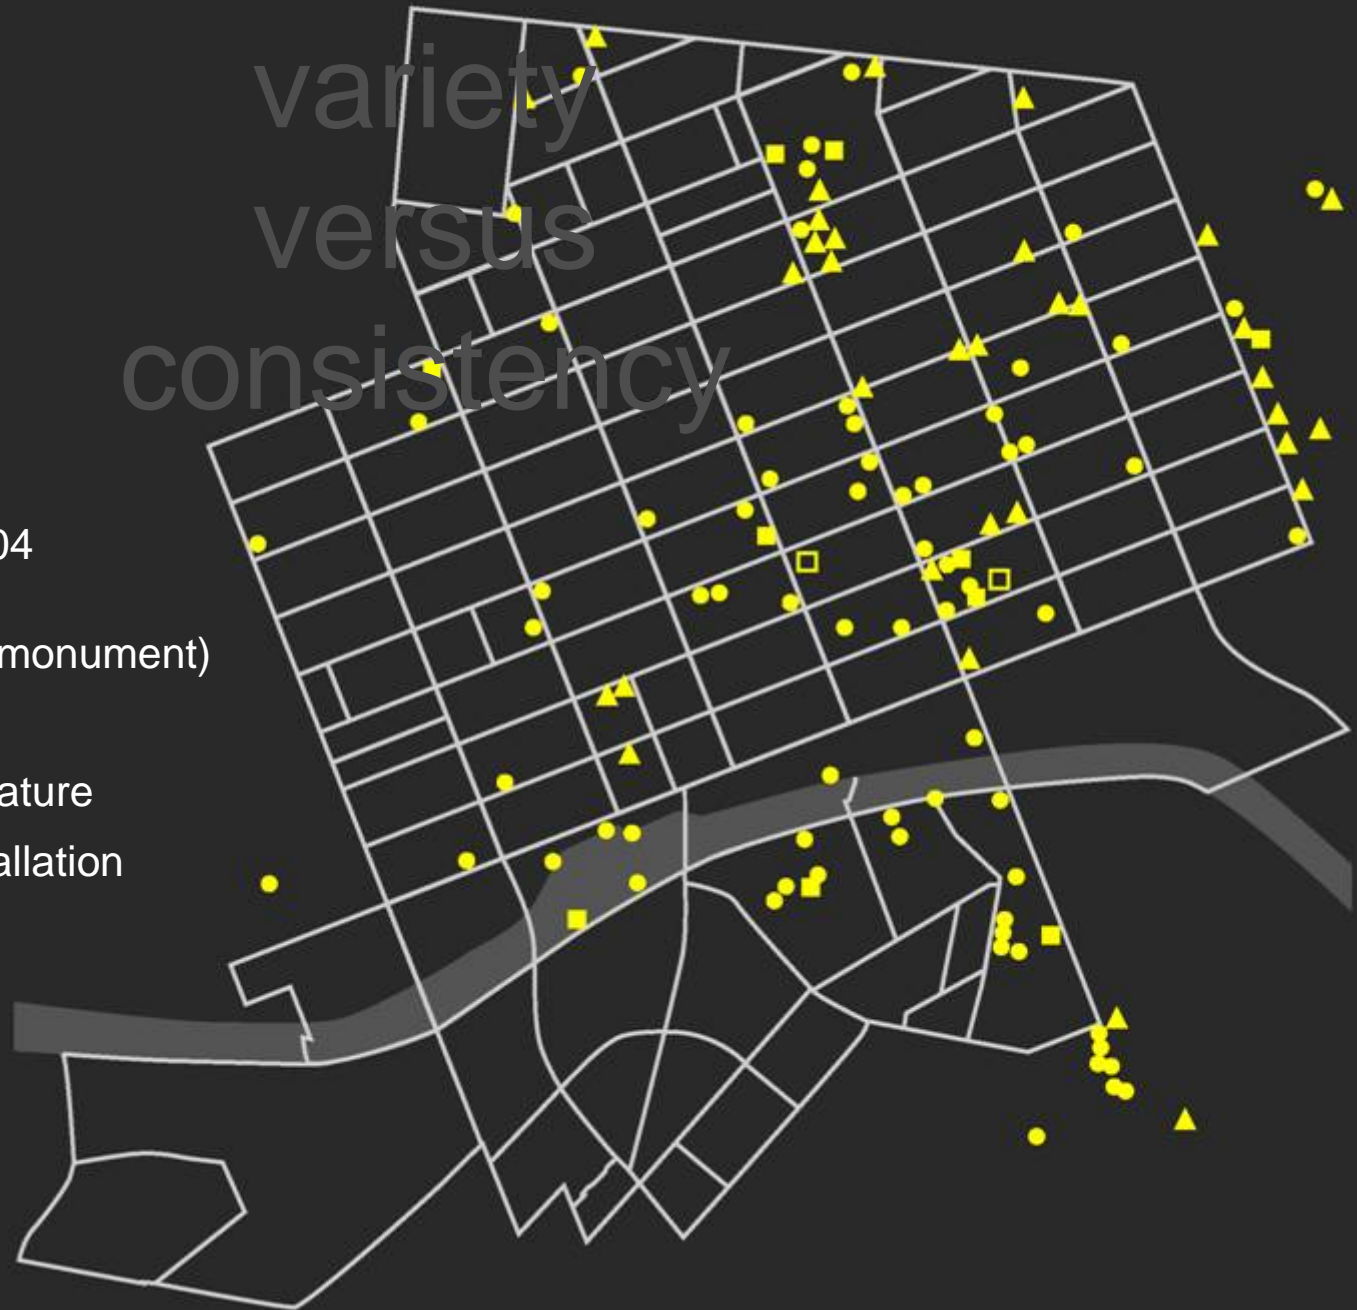 variety
versus
consistency
04
monument)
ature
allation